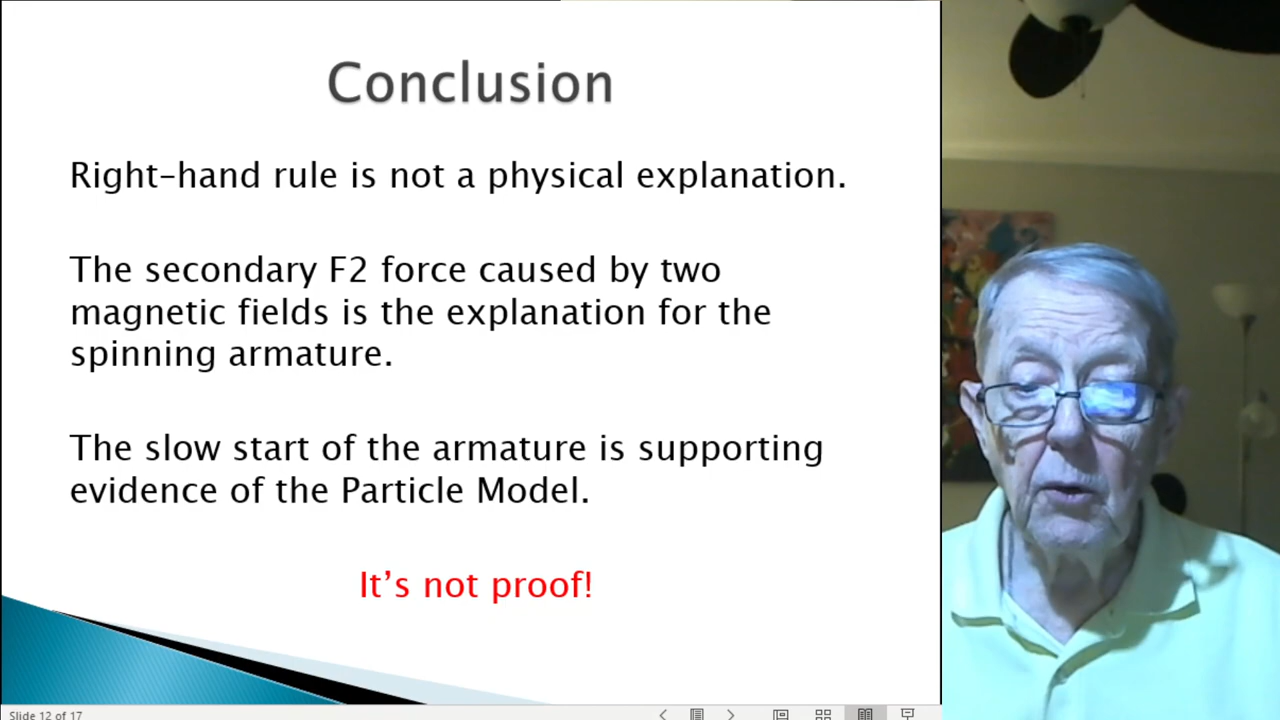 Conclusion
Right-hand rule is not a physical explanation.
The secondary F2 force caused by two
magnetic fields is the explanation for the
spinning armature.
The slow start of the armature is supporting
evidence of the Particle Model.
It's not proof!
Slide 12 of 17